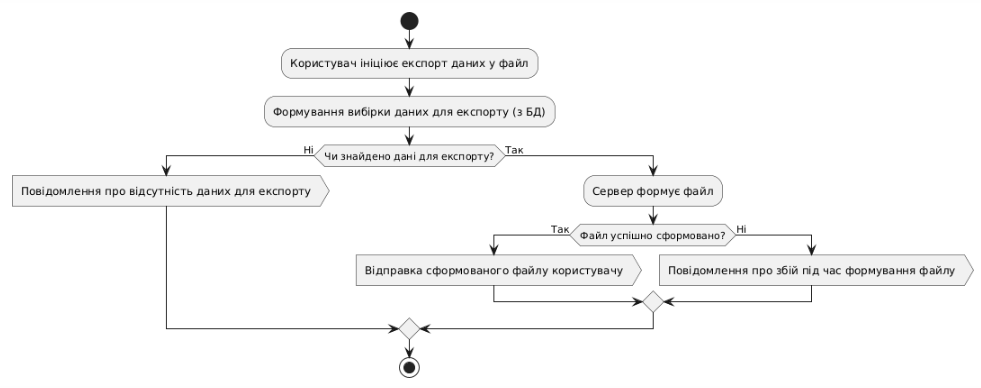 Користувач ініціює експорт даних у файл
Формування вибірки даних для експорту (з БД)
Ні
Чи знайдено дані для експорту?
Так
Повідомлення про відсутність даних для експорту
Сервер формує файл
Так
Файл успішно сформовано?
Ні
Відправка сформованого файлу користувачу
Повідомлення про збій під час формування файлу